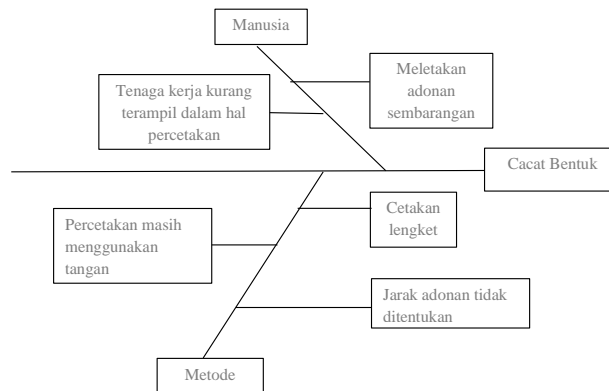 Manusia
Meletakan
adonan
sembarangan
Tenaga kerja kurang
terampil dalam hal
percetakan
Cacat Bentuk
Cetakan
lengket
Percetakan masih
menggunakan
tangan
Jarak adonan tidak
ditentukan
Metode